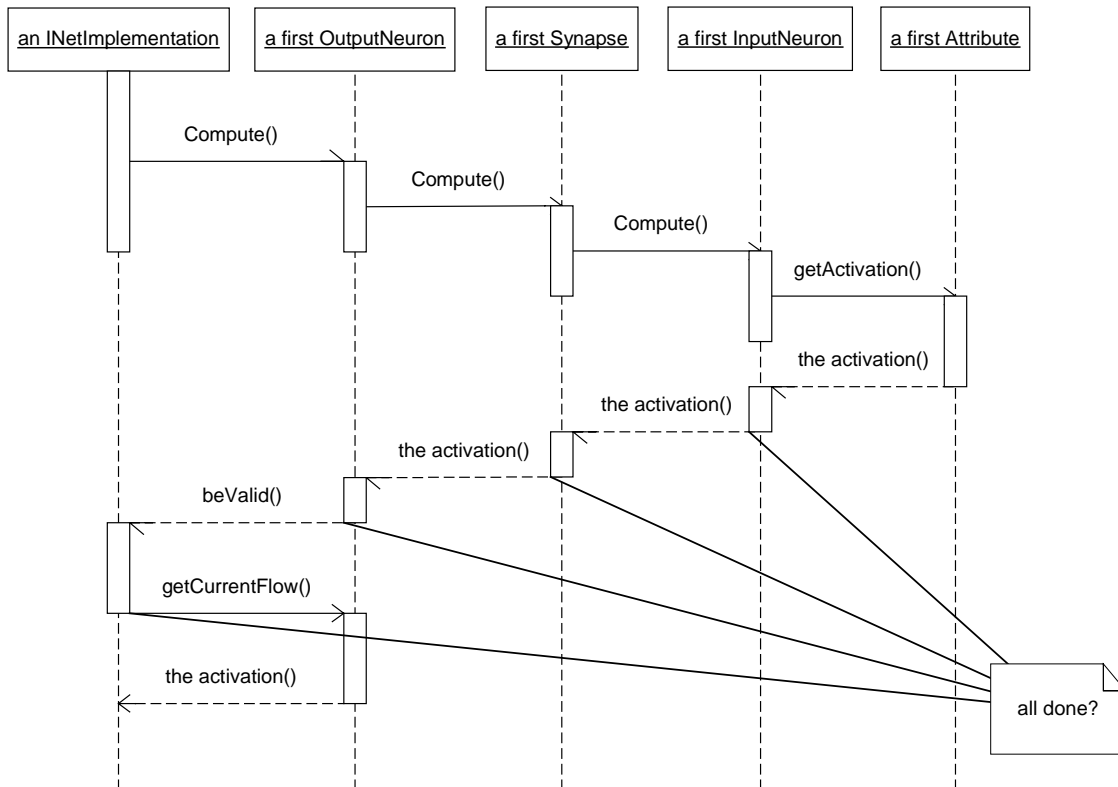 an INetImplementation
a first OutputNeuron
a first Synapse
a first InputNeuron
a first Attribute
Compute()
Compute()
Compute()
getActivation()
the activation()
the activation()
the activation()
beValid()
getCurrentFlow()
the activation()
all done?